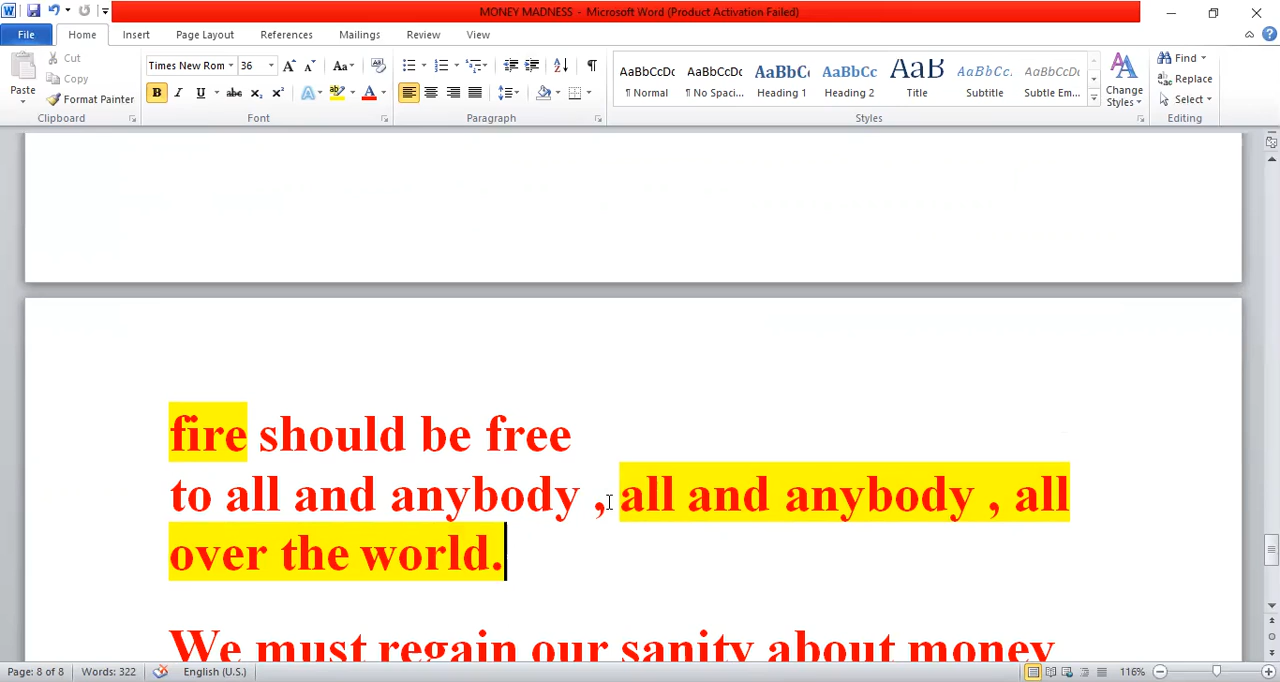 MONEY MADNESS - Microsoft Word (Product Activation Failed)
File Home Insert Page Layout References Mailings Review View
Cut
Copy
Format Painter
Paste
Clipboard
Times New Rom 36
Font
Paragraph
AaBbCcDc AaBbCcDc AaBbC AaBbCc AaB AaBbCc. AaBbCcDc
¶ Normal ¶ No Spaci... Heading 1 Heading 2 Title Subtitle Subtle Em...
Styles
Change Styles
Find
Replace
Select
Editing
fire should be free
to all and anybody , all and anybody , all
over the world.
We must regain our sanity about money
Page: 8 of 8 Words: 322 English (U.S.) 116%